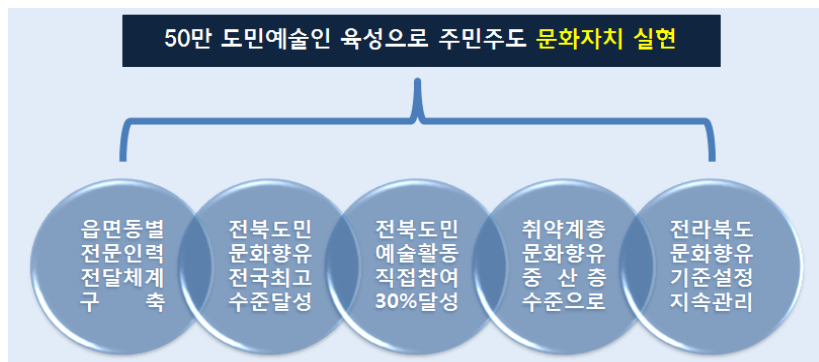 50만 도민예술인 육성으로 주민주도 문화자치 실현
읍면동별
전문인력
전달체계
구 축
전북도민
문화향유
전국최고
수준달성
전북도민
예술활동
직접참여
30%달성
취약계층
문화향유
중 산 층
수준으로
전라북도
문화향유
기준설정
지속관리